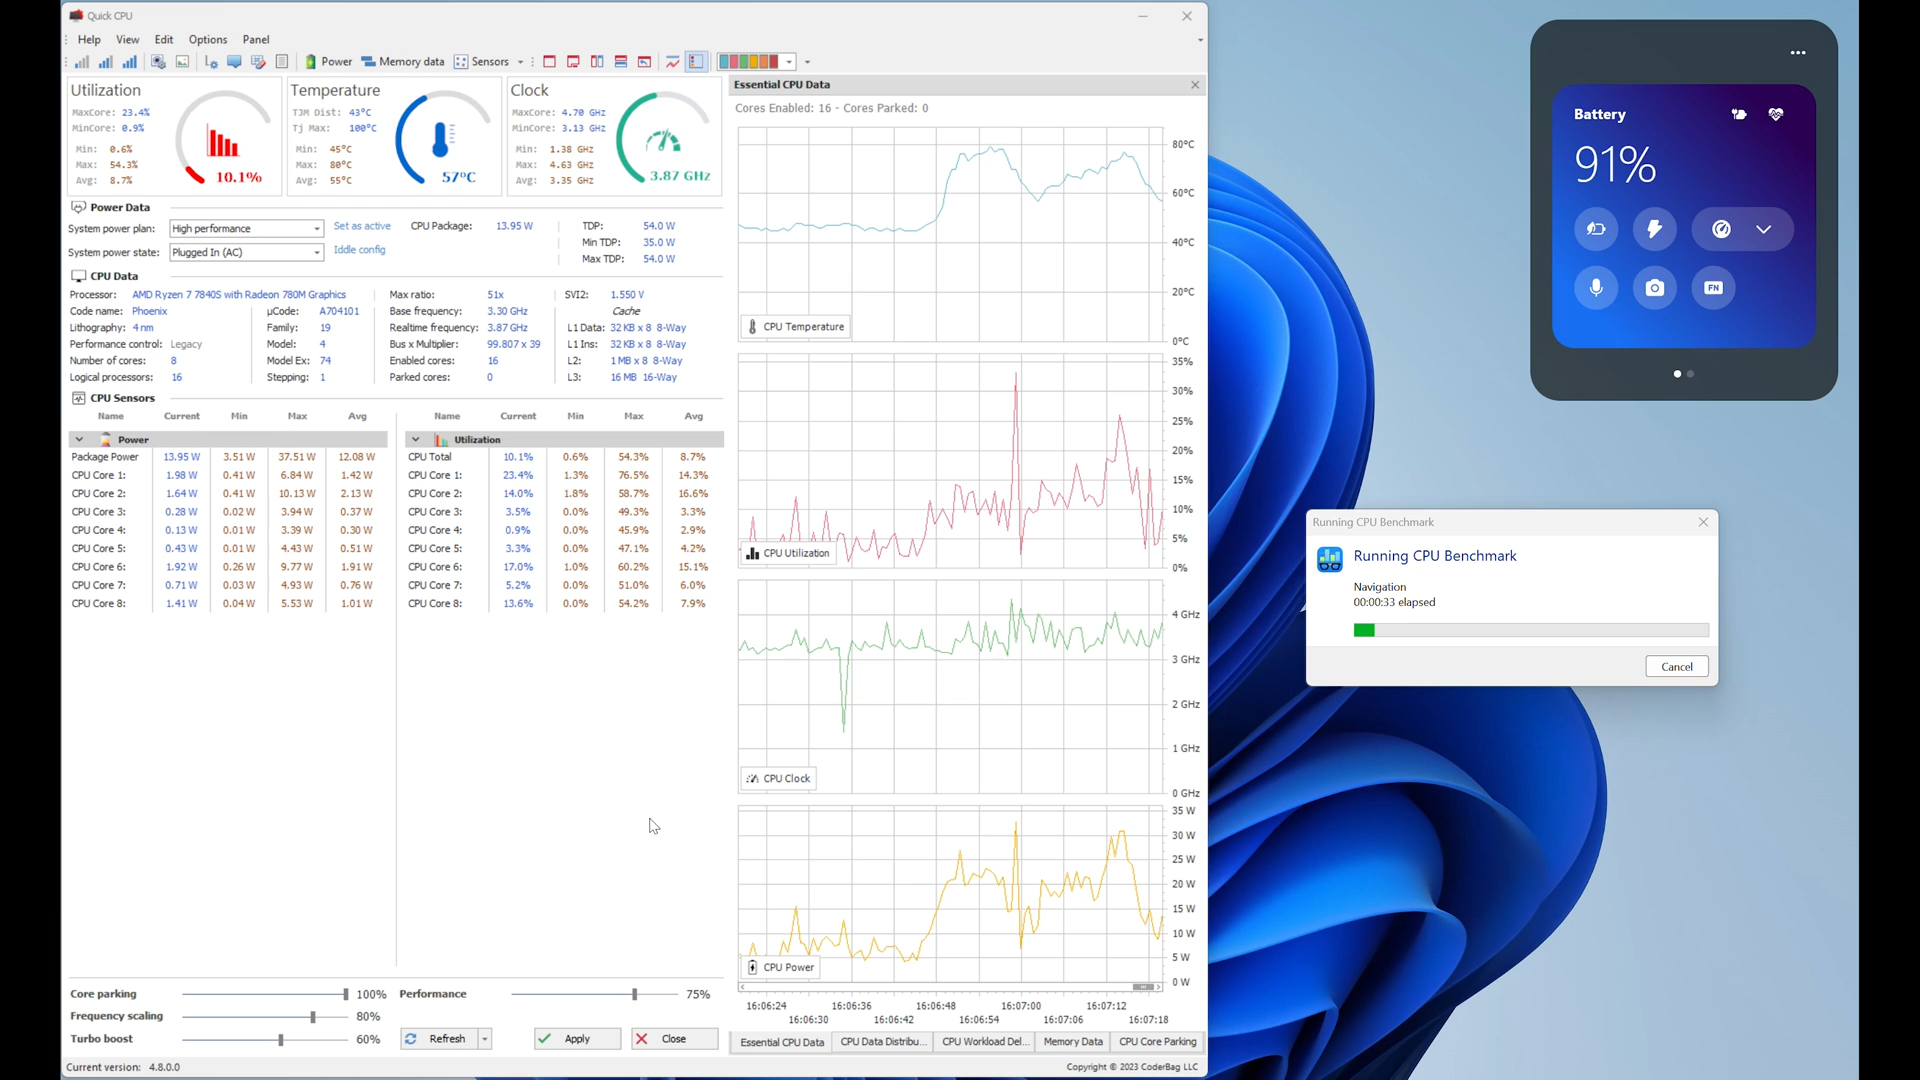 Quick CPU
Help View Edit Options Panel
Power Memory data Sensors
Utilization
MaxCore: 23.4%
MinCore: 0.9%
Min: 0.6%
Max: 54.3%
Avg: 8.7%
10.1%
Temperature
TJM Dist: 43°C
Tj Max: 100°C
Min: 45°C
Max: 80°C
Avg: 55°C
57°C
Clock
MaxCore: 4.70 GHz
MinCore: 3.13 GHz
Min: 1.38 GHz
Max: 4.63 GHz
Avg: 3.35 GHz
3.87 GHz
Power Data
System power plan: High performance Set as active CPU Package: 13.95 W TDP: 54.0 W
Min TDP: 35.0 W
System power state: Plugged In (AC) Iddle config Max TDP: 54.0 W
CPU Data
Processor: AMD Ryzen 7 7840S with Radeon 780M Graphics Max ratio: 51x SVI2: 1.550 V
Code name: Phoenix µCode: A704101 Base frequency: 3.30 GHz Cache
Lithography: 4 nm Family: 19 Realtime frequency: 3.87 GHz L1 Data: 32 KB x 8 8-Way
Performance control: Legacy Model: 4 Bus x Multiplier: 99.807 x 39 L1 Ins: 32 KB x 8 8-Way
Number of cores: 8 Model Ex: 74 Enabled cores: 16 L2: 1 MB x 8 8-Way
Logical processors: 16 Stepping: 1 Parked cores: 0 L3: 16 MB 16-Way
CPU Sensors
Name Current Min Max Avg
Power
Package Power 13.95 W 3.51 W 37.51 W 12.08 W
CPU Core 1: 1.98 W 0.41 W 6.84 W 1.42 W
CPU Core 2: 1.64 W 0.41 W 10.13 W 2.13 W
CPU Core 3: 0.28 W 0.02 W 3.94 W 0.37 W
CPU Core 4: 0.13 W 0.01 W 3.39 W 0.30 W
CPU Core 5: 0.43 W 0.01 W 4.43 W 0.51 W
CPU Core 6: 1.92 W 0.26 W 9.77 W 1.91 W
CPU Core 7: 0.71 W 0.03 W 4.93 W 0.76 W
CPU Core 8: 1.41 W 0.04 W 5.53 W 1.01 W
Name Current Min Max Avg
Utilization
CPU Total 10.1% 0.6% 54.3% 8.7%
CPU Core 1: 23.4% 1.3% 76.5% 14.3%
CPU Core 2: 14.0% 1.8% 58.7% 16.6%
CPU Core 3: 3.5% 0.0% 49.3% 3.3%
CPU Core 4: 0.9% 0.0% 45.9% 2.9%
CPU Core 5: 3.3% 0.0% 47.1% 4.2%
CPU Core 6: 17.0% 1.0% 60.2% 15.1%
CPU Core 7: 5.2% 0.0% 51.0% 6.0%
CPU Core 8: 13.6% 0.0% 54.2% 7.9%
Core parking 100% Performance 75%
Frequency scaling 80%
Turbo boost 60% Refresh Apply Close
Current version: 4.8.0.0
Essential CPU Data
Cores Enabled: 16 - Cores Parked: 0
80°C
60°C
40°C
20°C
0°C
CPU Temperature
35%
30%
25%
20%
15%
10%
5%
0%
CPU Utilization
4 GHz
3 GHz
2 GHz
1 GHz
0 GHz
CPU Clock
35 W
30 W
25 W
20 W
15 W
10 W
5 W
0 W
CPU Power
16:06:24 16:06:36 16:06:48 16:07:00 16:07:12
16:06:30 16:06:42 16:06:54 16:07:06 16:07:18
Essential CPU Data CPU Data Distribu... CPU Workload Del... Memory Data CPU Core Parking
Copyright © 2023 CoderBag LLC
Battery
91%
FN
Running CPU Benchmark
Running CPU Benchmark
Navigation
00:00:33 elapsed
Cancel